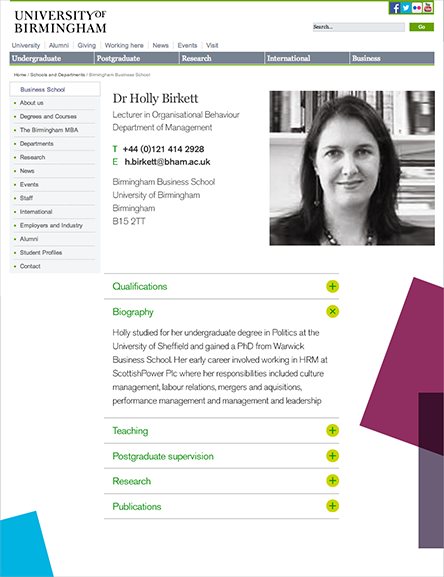 UNIVERSITY OF
BIRMINGHAM
Search...
Go
University Alumni Giving Working here News Events Visit
Undergraduate Postgraduate Research International Business
Home / Schools and Departments / Birmingham Business School
Business School
About us
Degrees and Courses
The Birmingham MBA
Departments
Research
News
Events
Staff
International
Employers and Industry
Alumni
Student Profiles
Contact
Dr Holly Birkett
Lecturer in Organisational Behaviour
Department of Management
T +44 (0)121 414 2928
E h.birkett@bham.ac.uk
Birmingham Business School
University of Birmingham
Birmingham
B15 2TT
Qualifications
Biography
Holly studied for her undergraduate degree in Politics at the
University of Sheffield and gained a PhD from Warwick
Business School. Her early career involved working in HRM at
ScottishPower Plc where her responsibilities included culture
management, labour relations, mergers and aquisitions,
performance management and management and leadership
Teaching
Postgraduate supervision
Research
Publications